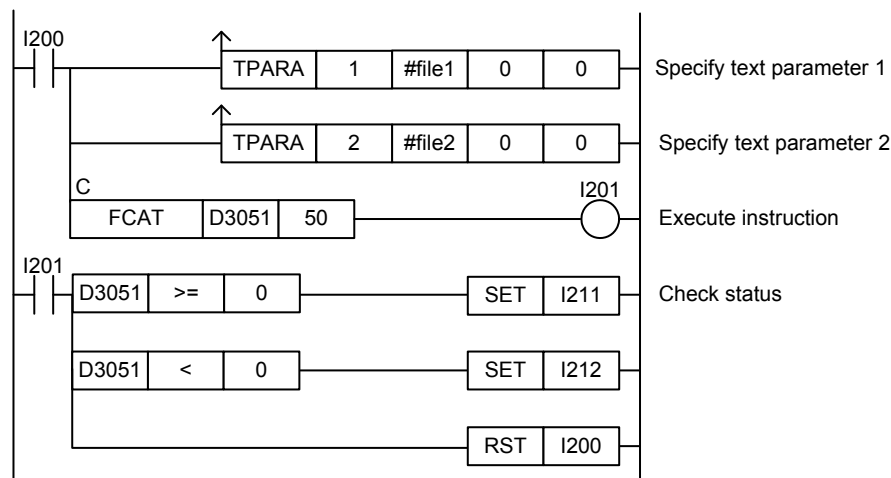 I200
TPARA 1 #file1 0 0 Specify text parameter 1
TPARA 2 #file2 0 0 Specify text parameter 2
C I201
FCAT D3051 50 Execute instruction
I201
D3051 >= 0 SET I211 Check status
D3051 < 0 SET I212
RST I200